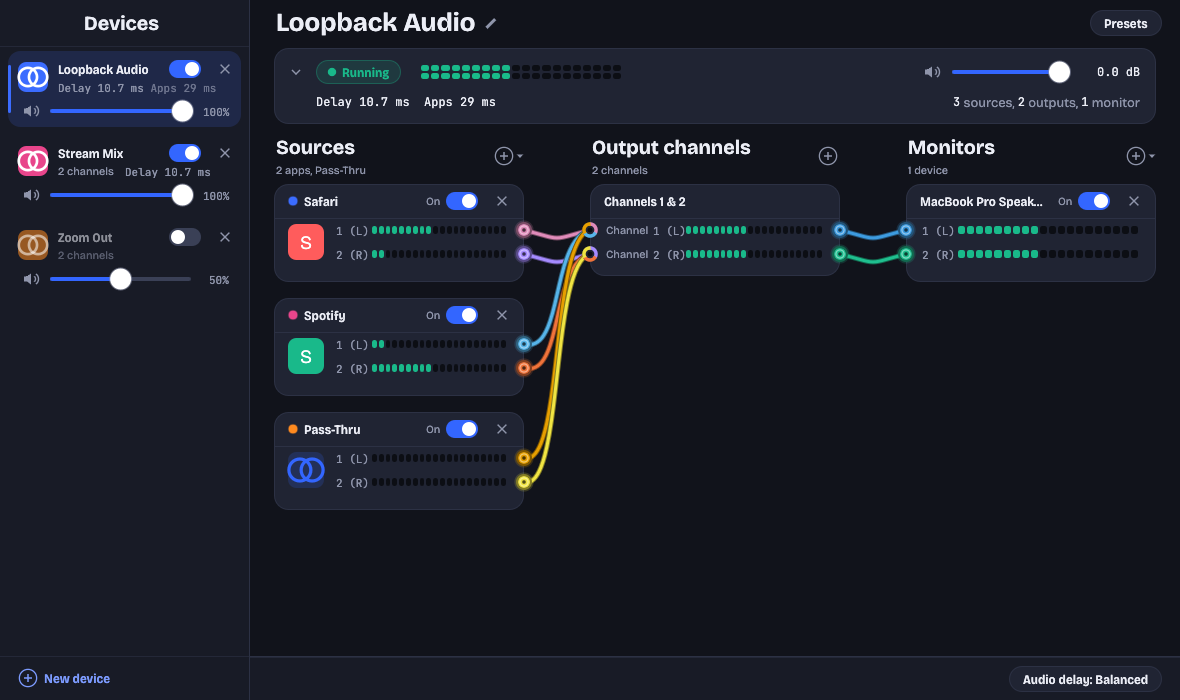 Devices
Loopback Audio
Delay 10.7 ms Apps 29 ms
100%
Stream Mix
2 channels Delay 10.7 ms
100%
Zoom Out
2 channels
50%
New device
Loopback Audio
Presets
Running
0.0 dB
Delay 10.7 ms Apps 29 ms
3 sources, 2 outputs, 1 monitor
Sources
2 apps, Pass-Thru
Safari On
S
1 (L)
2 (R)
Spotify On
S
1 (L)
2 (R)
Pass-Thru On
1 (L)
2 (R)
Output channels
2 channels
Channels 1 & 2
Channel 1 (L)
Channel 2 (R)
Monitors
1 device
MacBook Pro Speak... On
1 (L)
2 (R)
Audio delay: Balanced